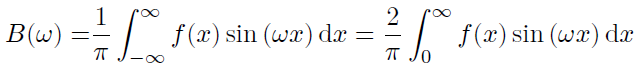 B(ω) = 1/π ∫_{-∞}^{∞} f(x) sin (ωx) dx = 2/π ∫_{0}^{∞} f(x) sin (ωx) dx